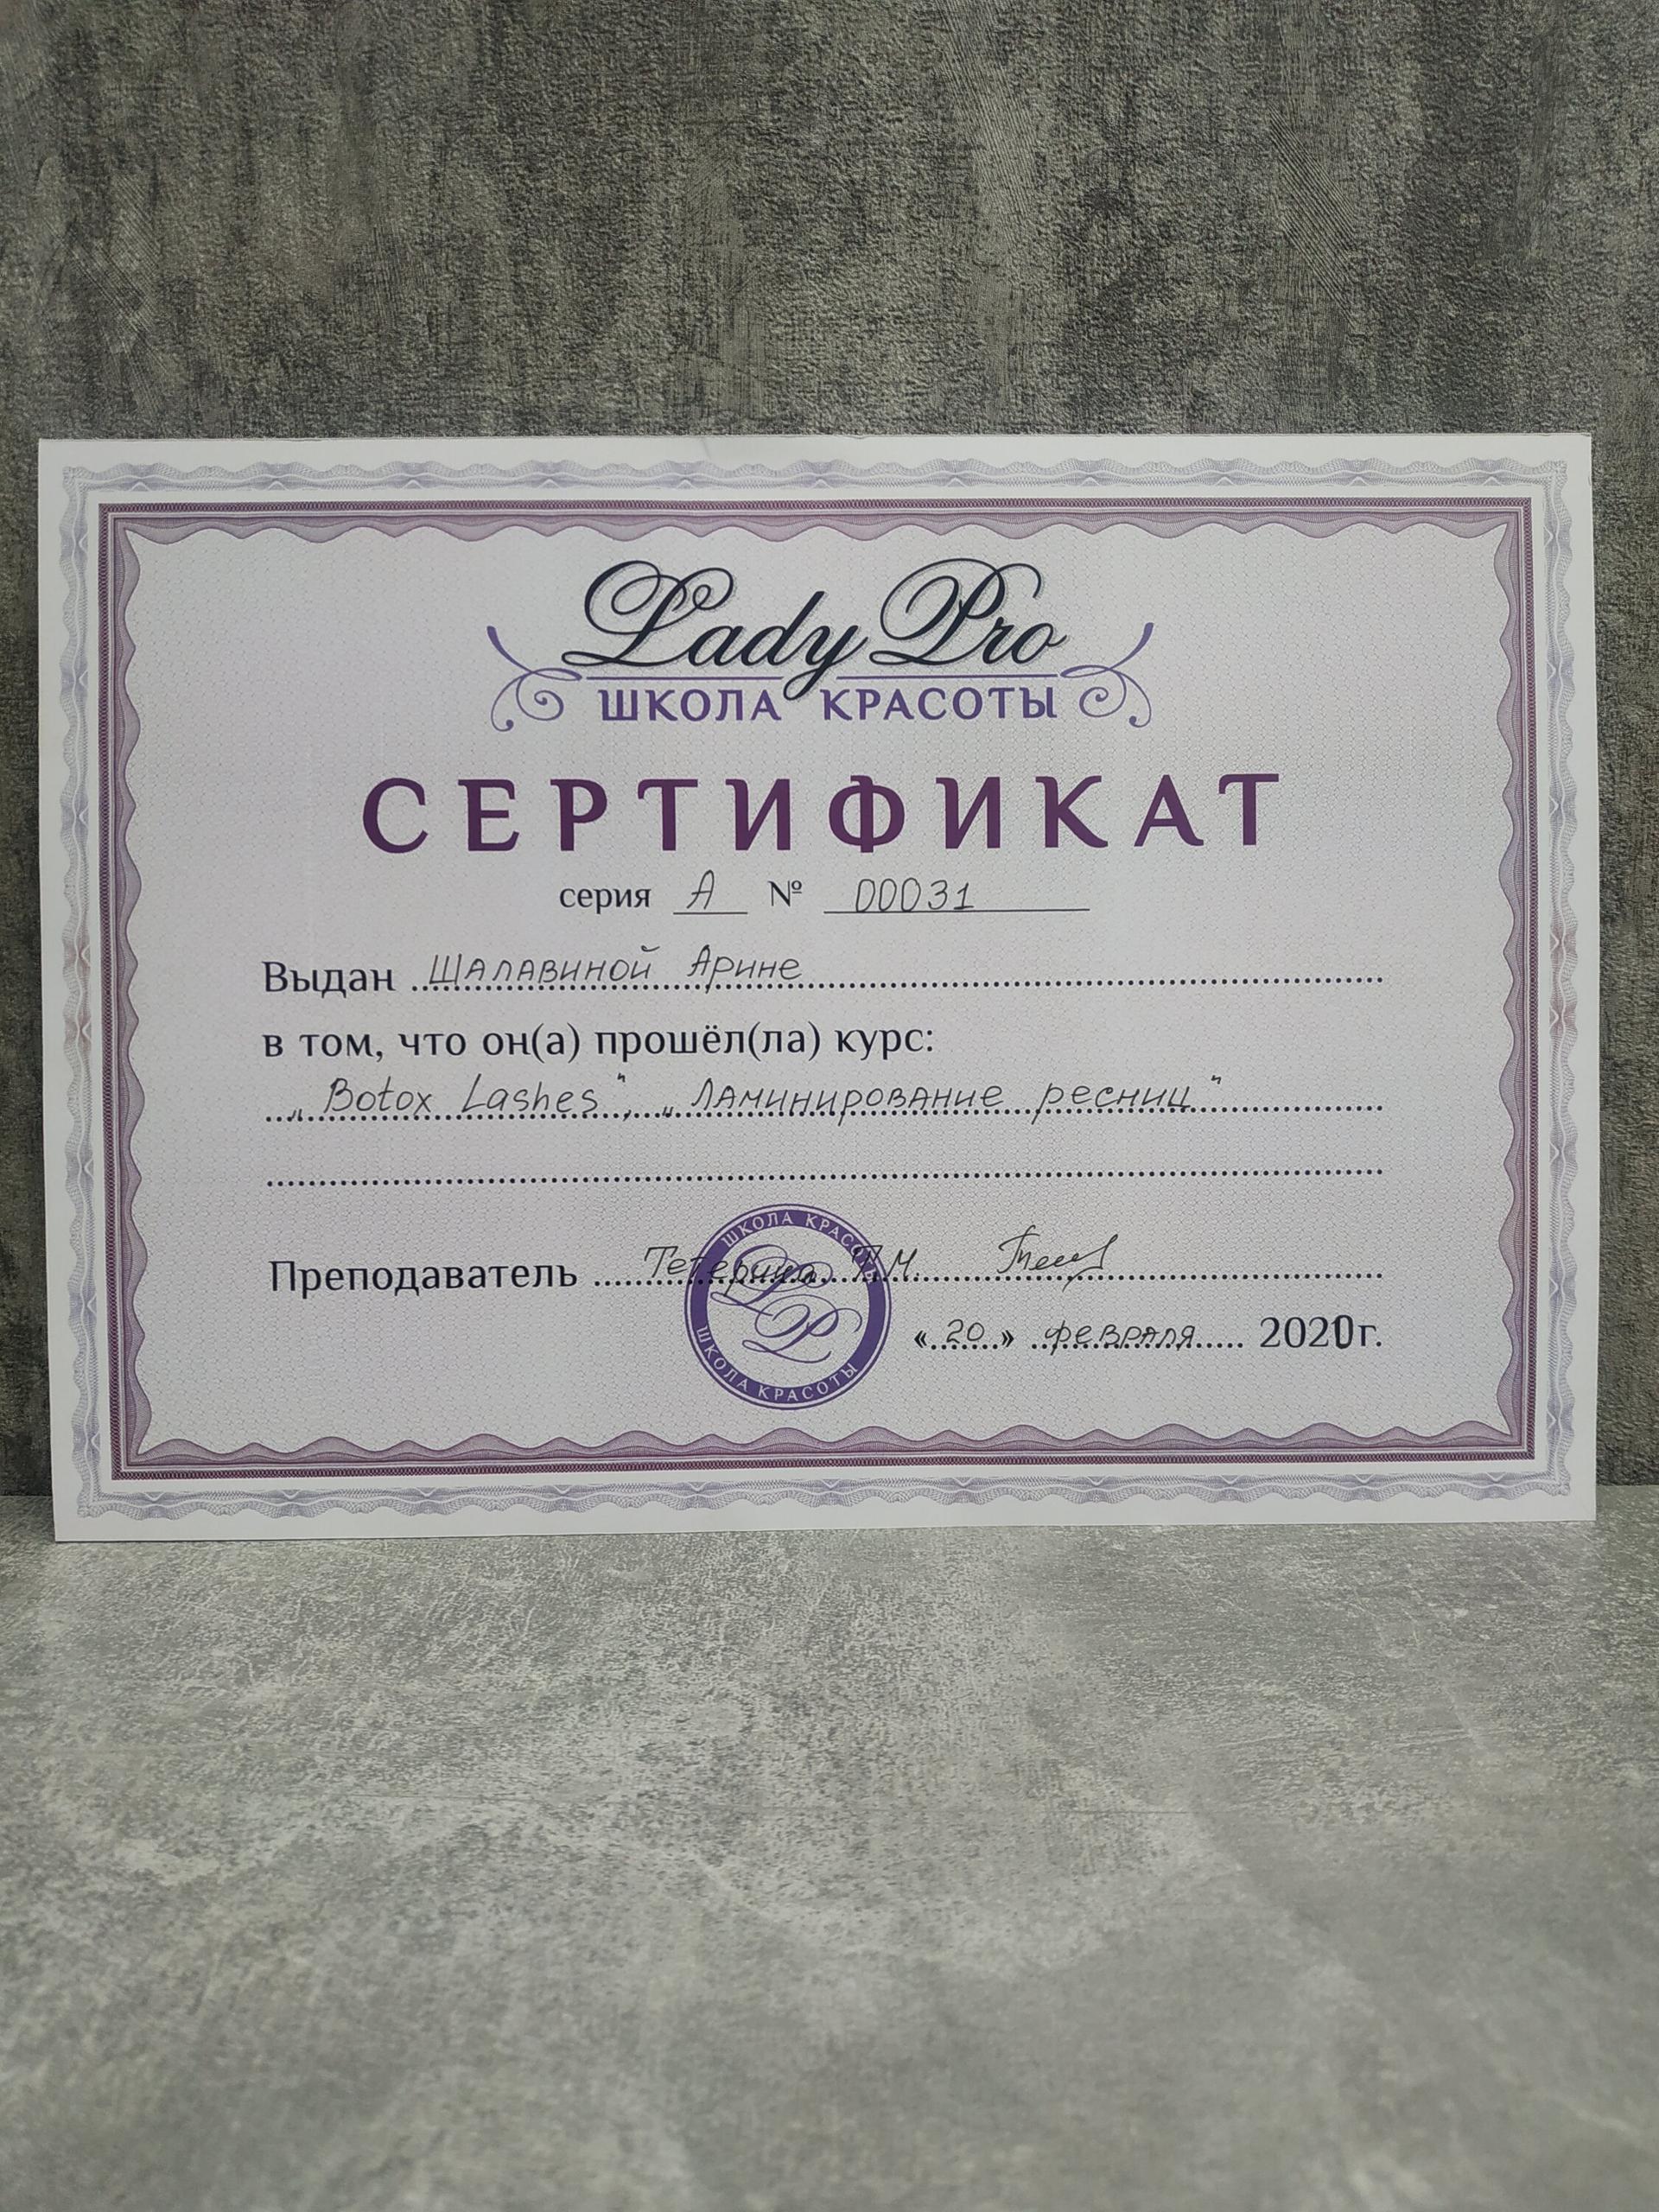 Lady Pro
ШКОЛА КРАСОТЫ
СЕРТИФИКАТ
серия А № 00031
Выдан Шалавиной Арине
в том, что он(а) прошёл(ла) курс:
„Botox Lashes", „Ламинирование ресниц"
Преподаватель Тетерина П.М.
ШКОЛА КРАСОТЫ
LP
ШКОЛА КРАСОТЫ
«20» февраля 2020г.